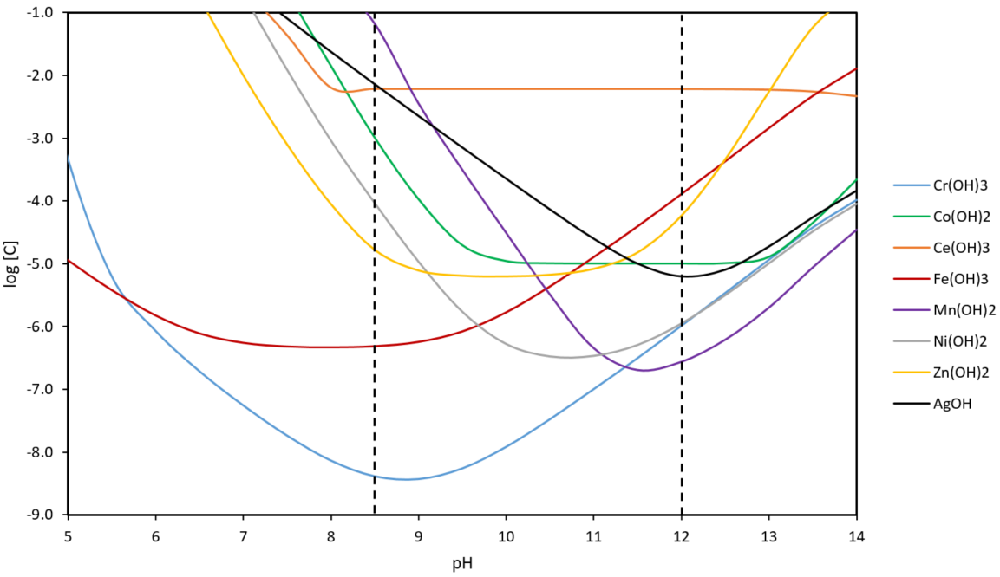 -1.0
-2.0
-3.0
-4.0
-5.0
-6.0
-7.0
-8.0
-9.0
log [C]
5 6 7 8 9 10 11 12 13 14
pH
Cr(OH)3
Co(OH)2
Ce(OH)3
Fe(OH)3
Mn(OH)2
Ni(OH)2
Zn(OH)2
AgOH